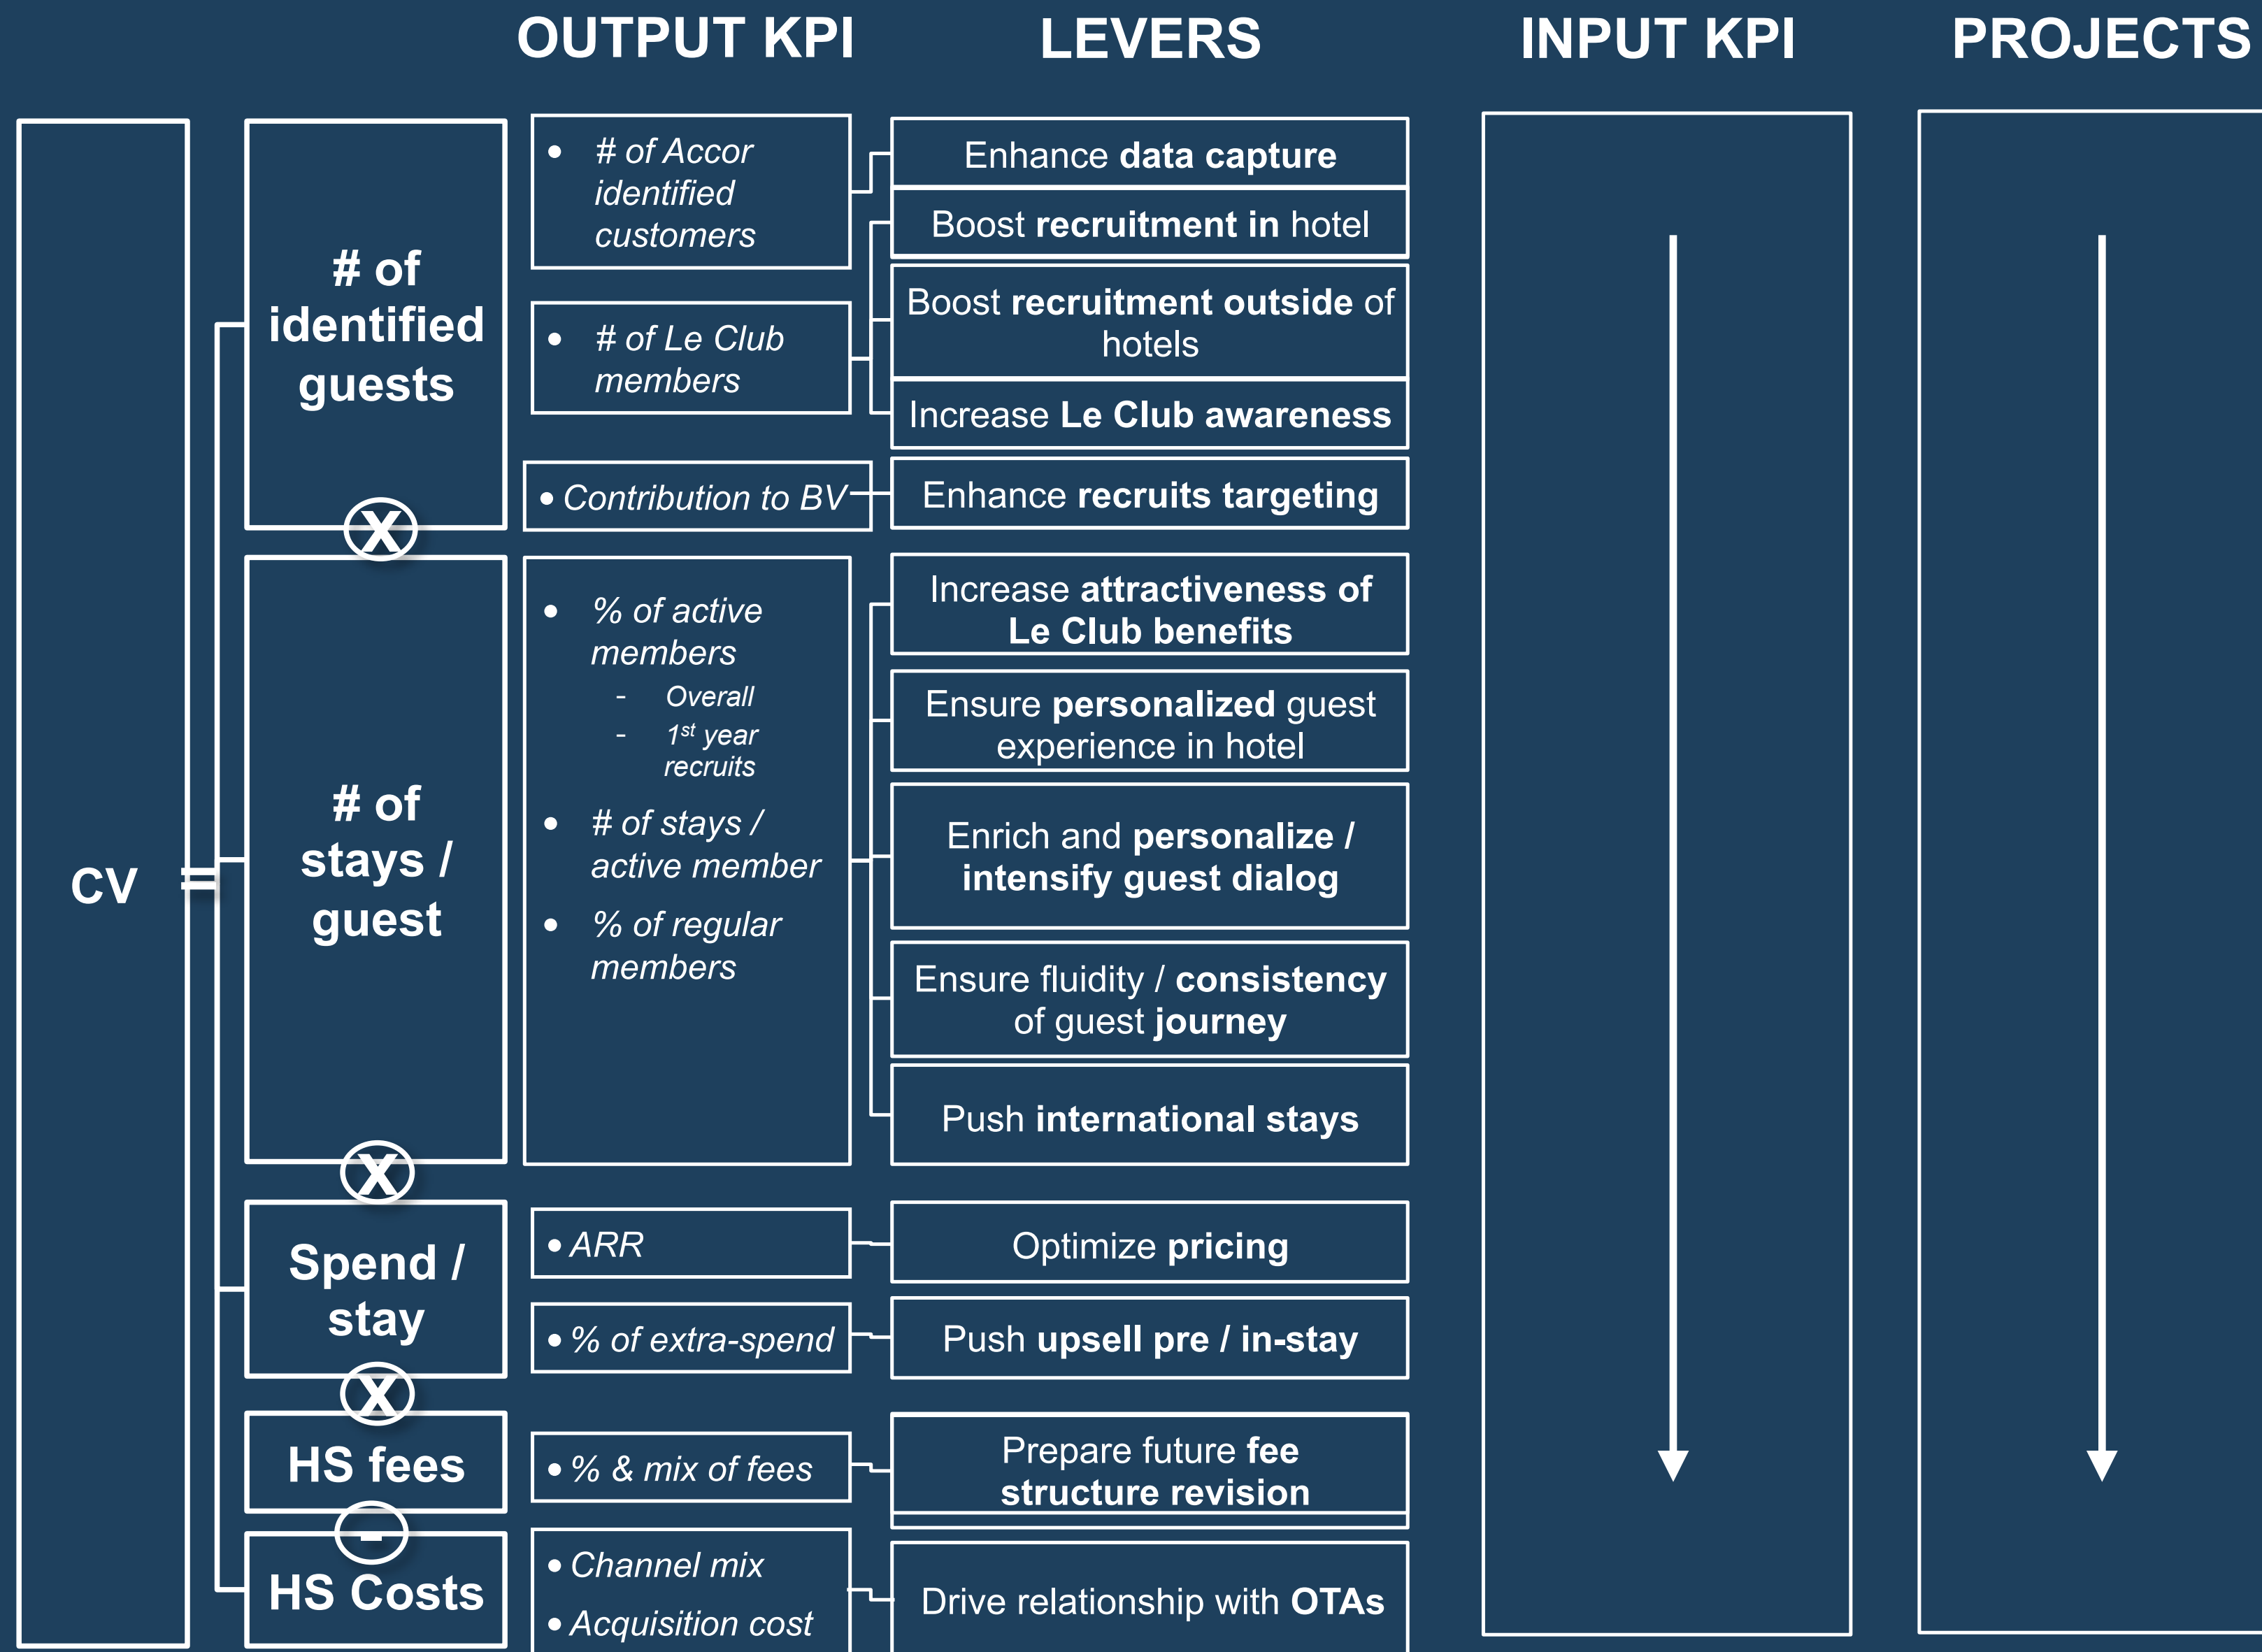 OUTPUT KPI
LEVERS
INPUT KPI
PROJECTS
CV
=
# of
identified
guests
• # of Accor
identified
customers
• # of Le Club
members
• Contribution to BV
Enhance data capture
Boost recruitment in hotel
Boost recruitment outside of
hotels
Increase Le Club awareness
Enhance recruits targeting
X
# of
stays /
guest
• % of active
members
- Overall
- 1st year
recruits
• # of stays /
active member
• % of regular
members
Increase attractiveness of
Le Club benefits
Ensure personalized guest
experience in hotel
Enrich and personalize /
intensify guest dialog
Ensure fluidity / consistency
of guest journey
Push international stays
X
Spend /
stay
• ARR
• % of extra-spend
Optimize pricing
Push upsell pre / in-stay
X
HS fees
• % & mix of fees
Prepare future fee
structure revision
-
HS Costs
• Channel mix
• Acquisition cost
Drive relationship with OTAs